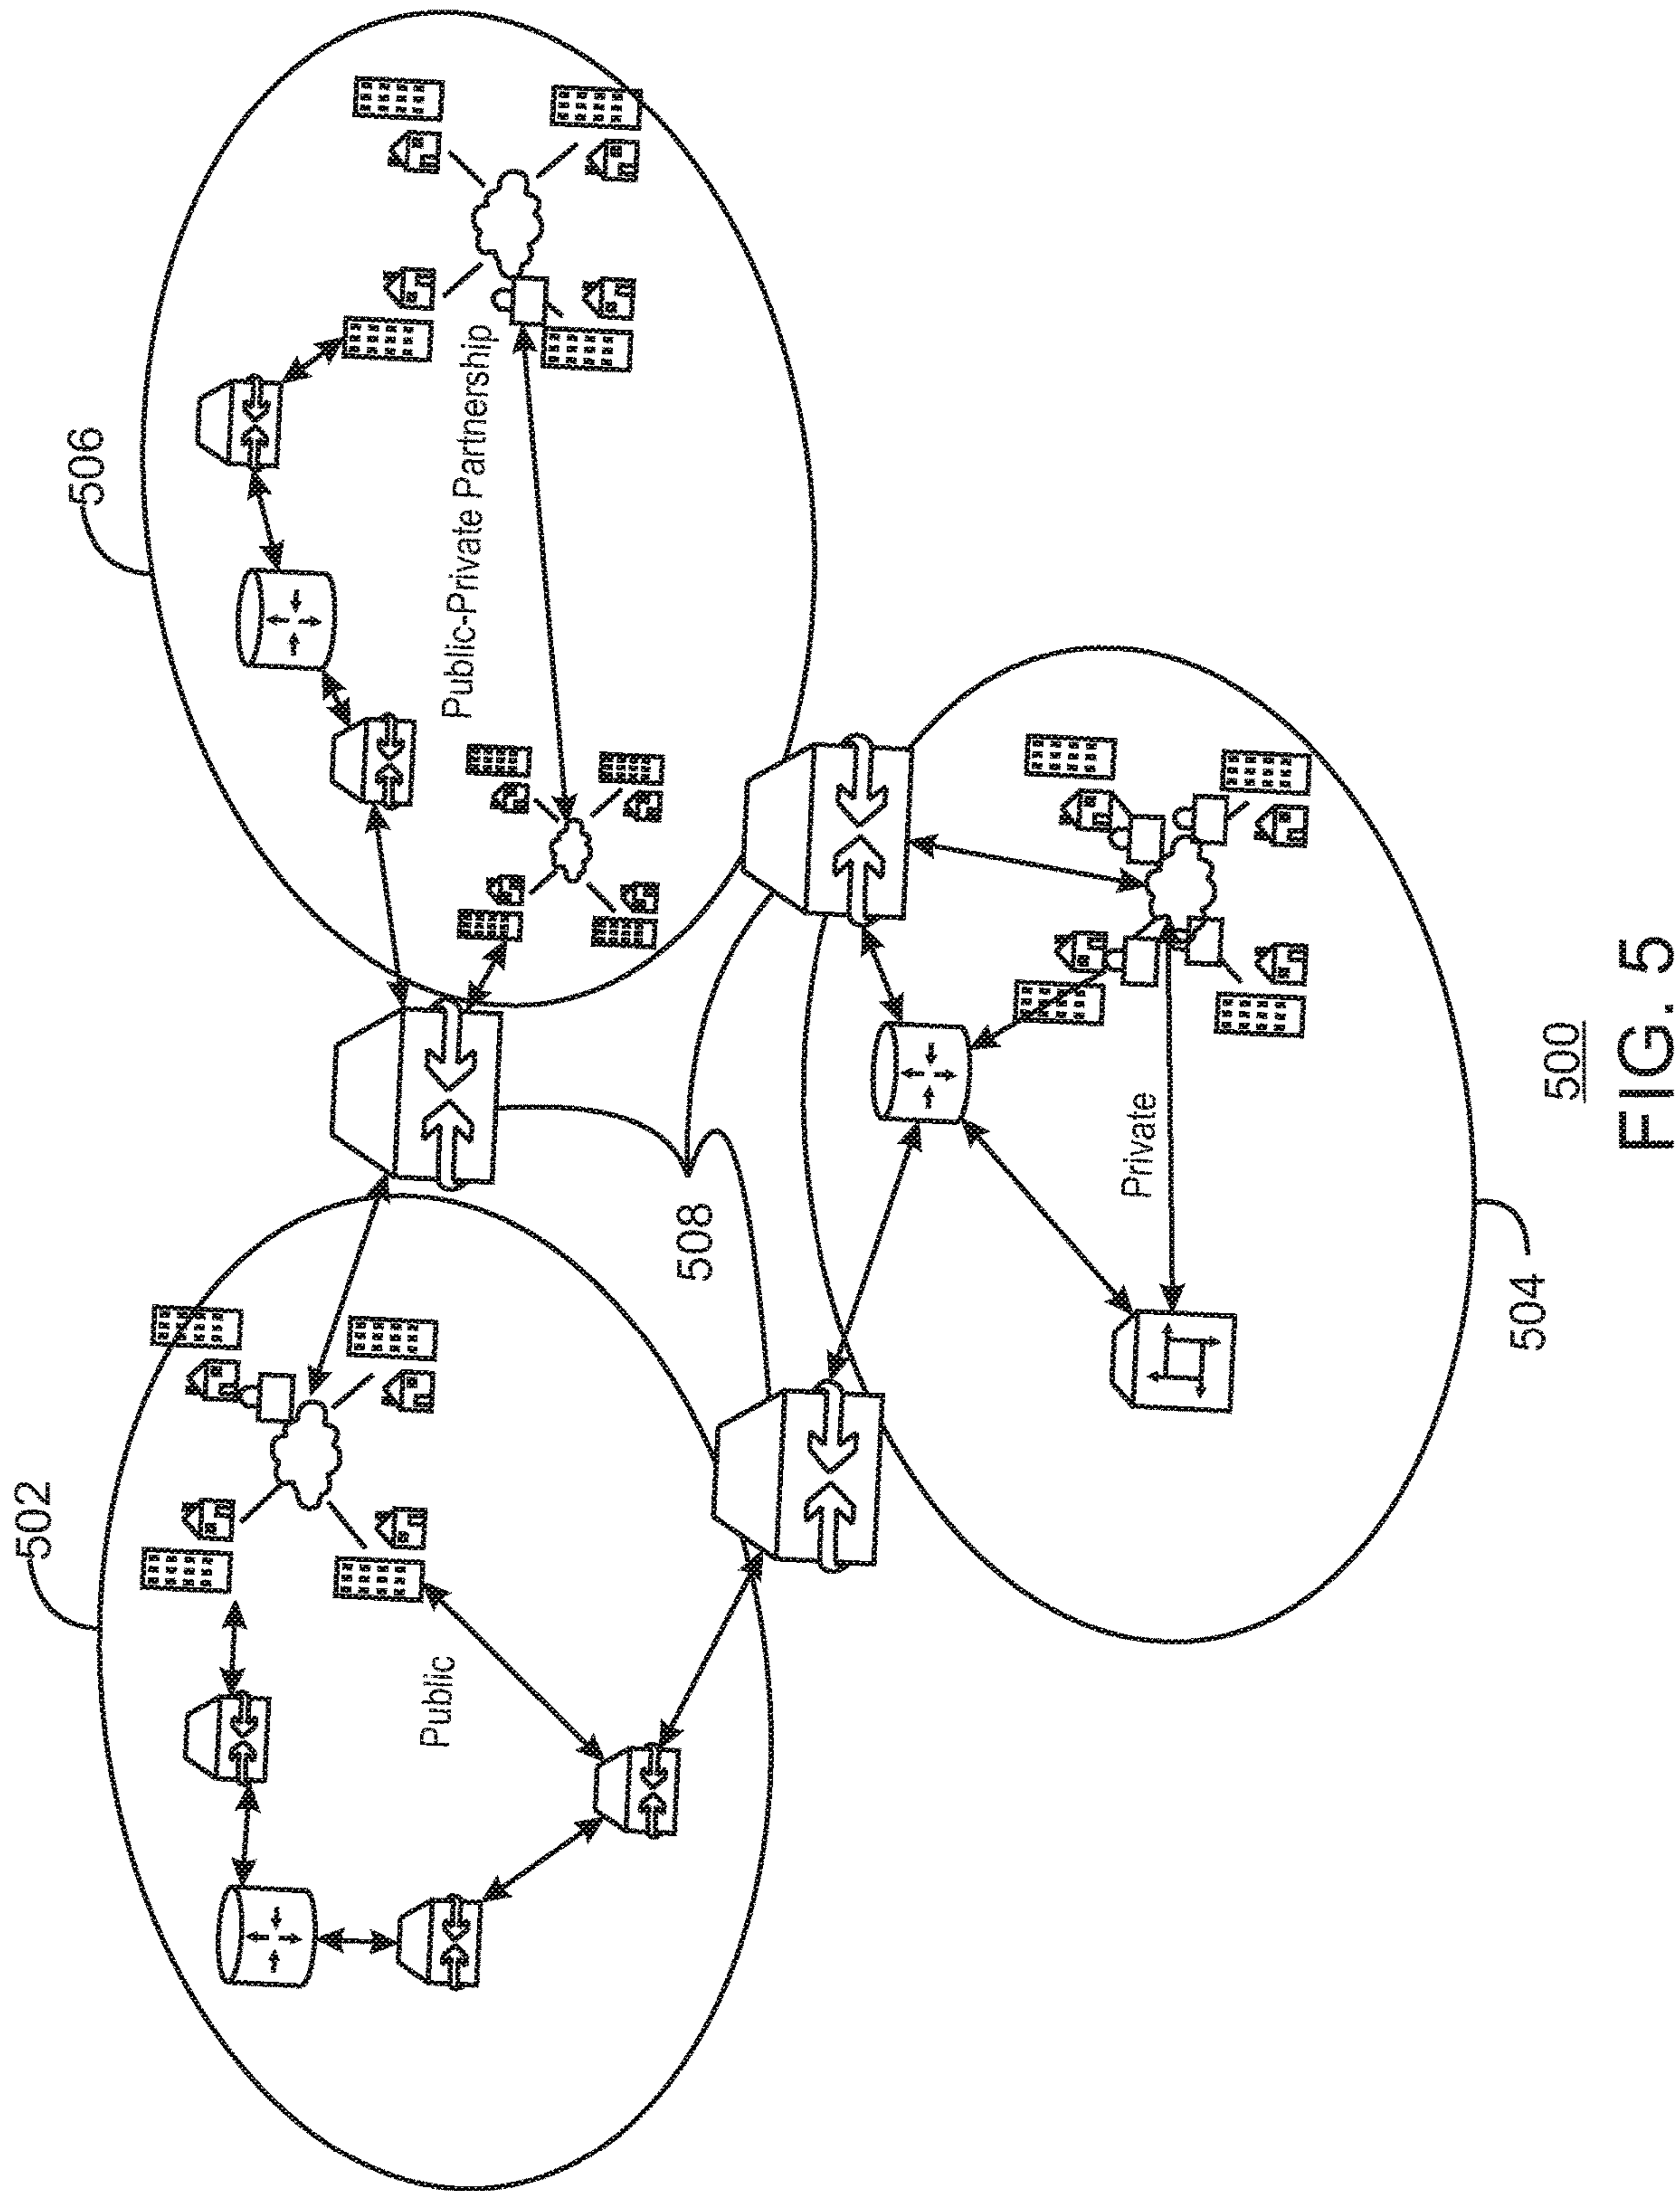 502
506
Public
Public-Private Partnership
508
Private
504
500
FIG. 5